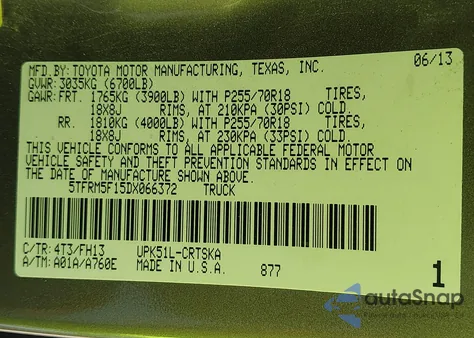 MFD.BY: TOYOTA MOTOR MANUFACTURING, TEXAS, INC. 06/13
GVWR: 3035KG (6700LB)
GAWR: FRT. 1765KG (3900LB) WITH P255/70R18 TIRES,
18X8J RIMS, AT 210KPA (30PSI) COLD.
RR. 1810KG (4000LB) WITH P255/70R18 TIRES,
18X8J RIMS, AT 230KPA (33PSI) COLD.
THIS VEHICLE CONFORMS TO ALL APPLICABLE FEDERAL MOTOR
VEHICLE SAFETY AND THEFT PREVENTION STANDARDS IN EFFECT ON
THE DATE OF MANUFACTURE SHOWN ABOVE.
5TFRM5F15DX066372 TRUCK
C/TR: 4T3/FH13 UPK51L-CRTSKA
A/TM: A01A/A760E MADE IN U.S.A. 877 1
autoSnap